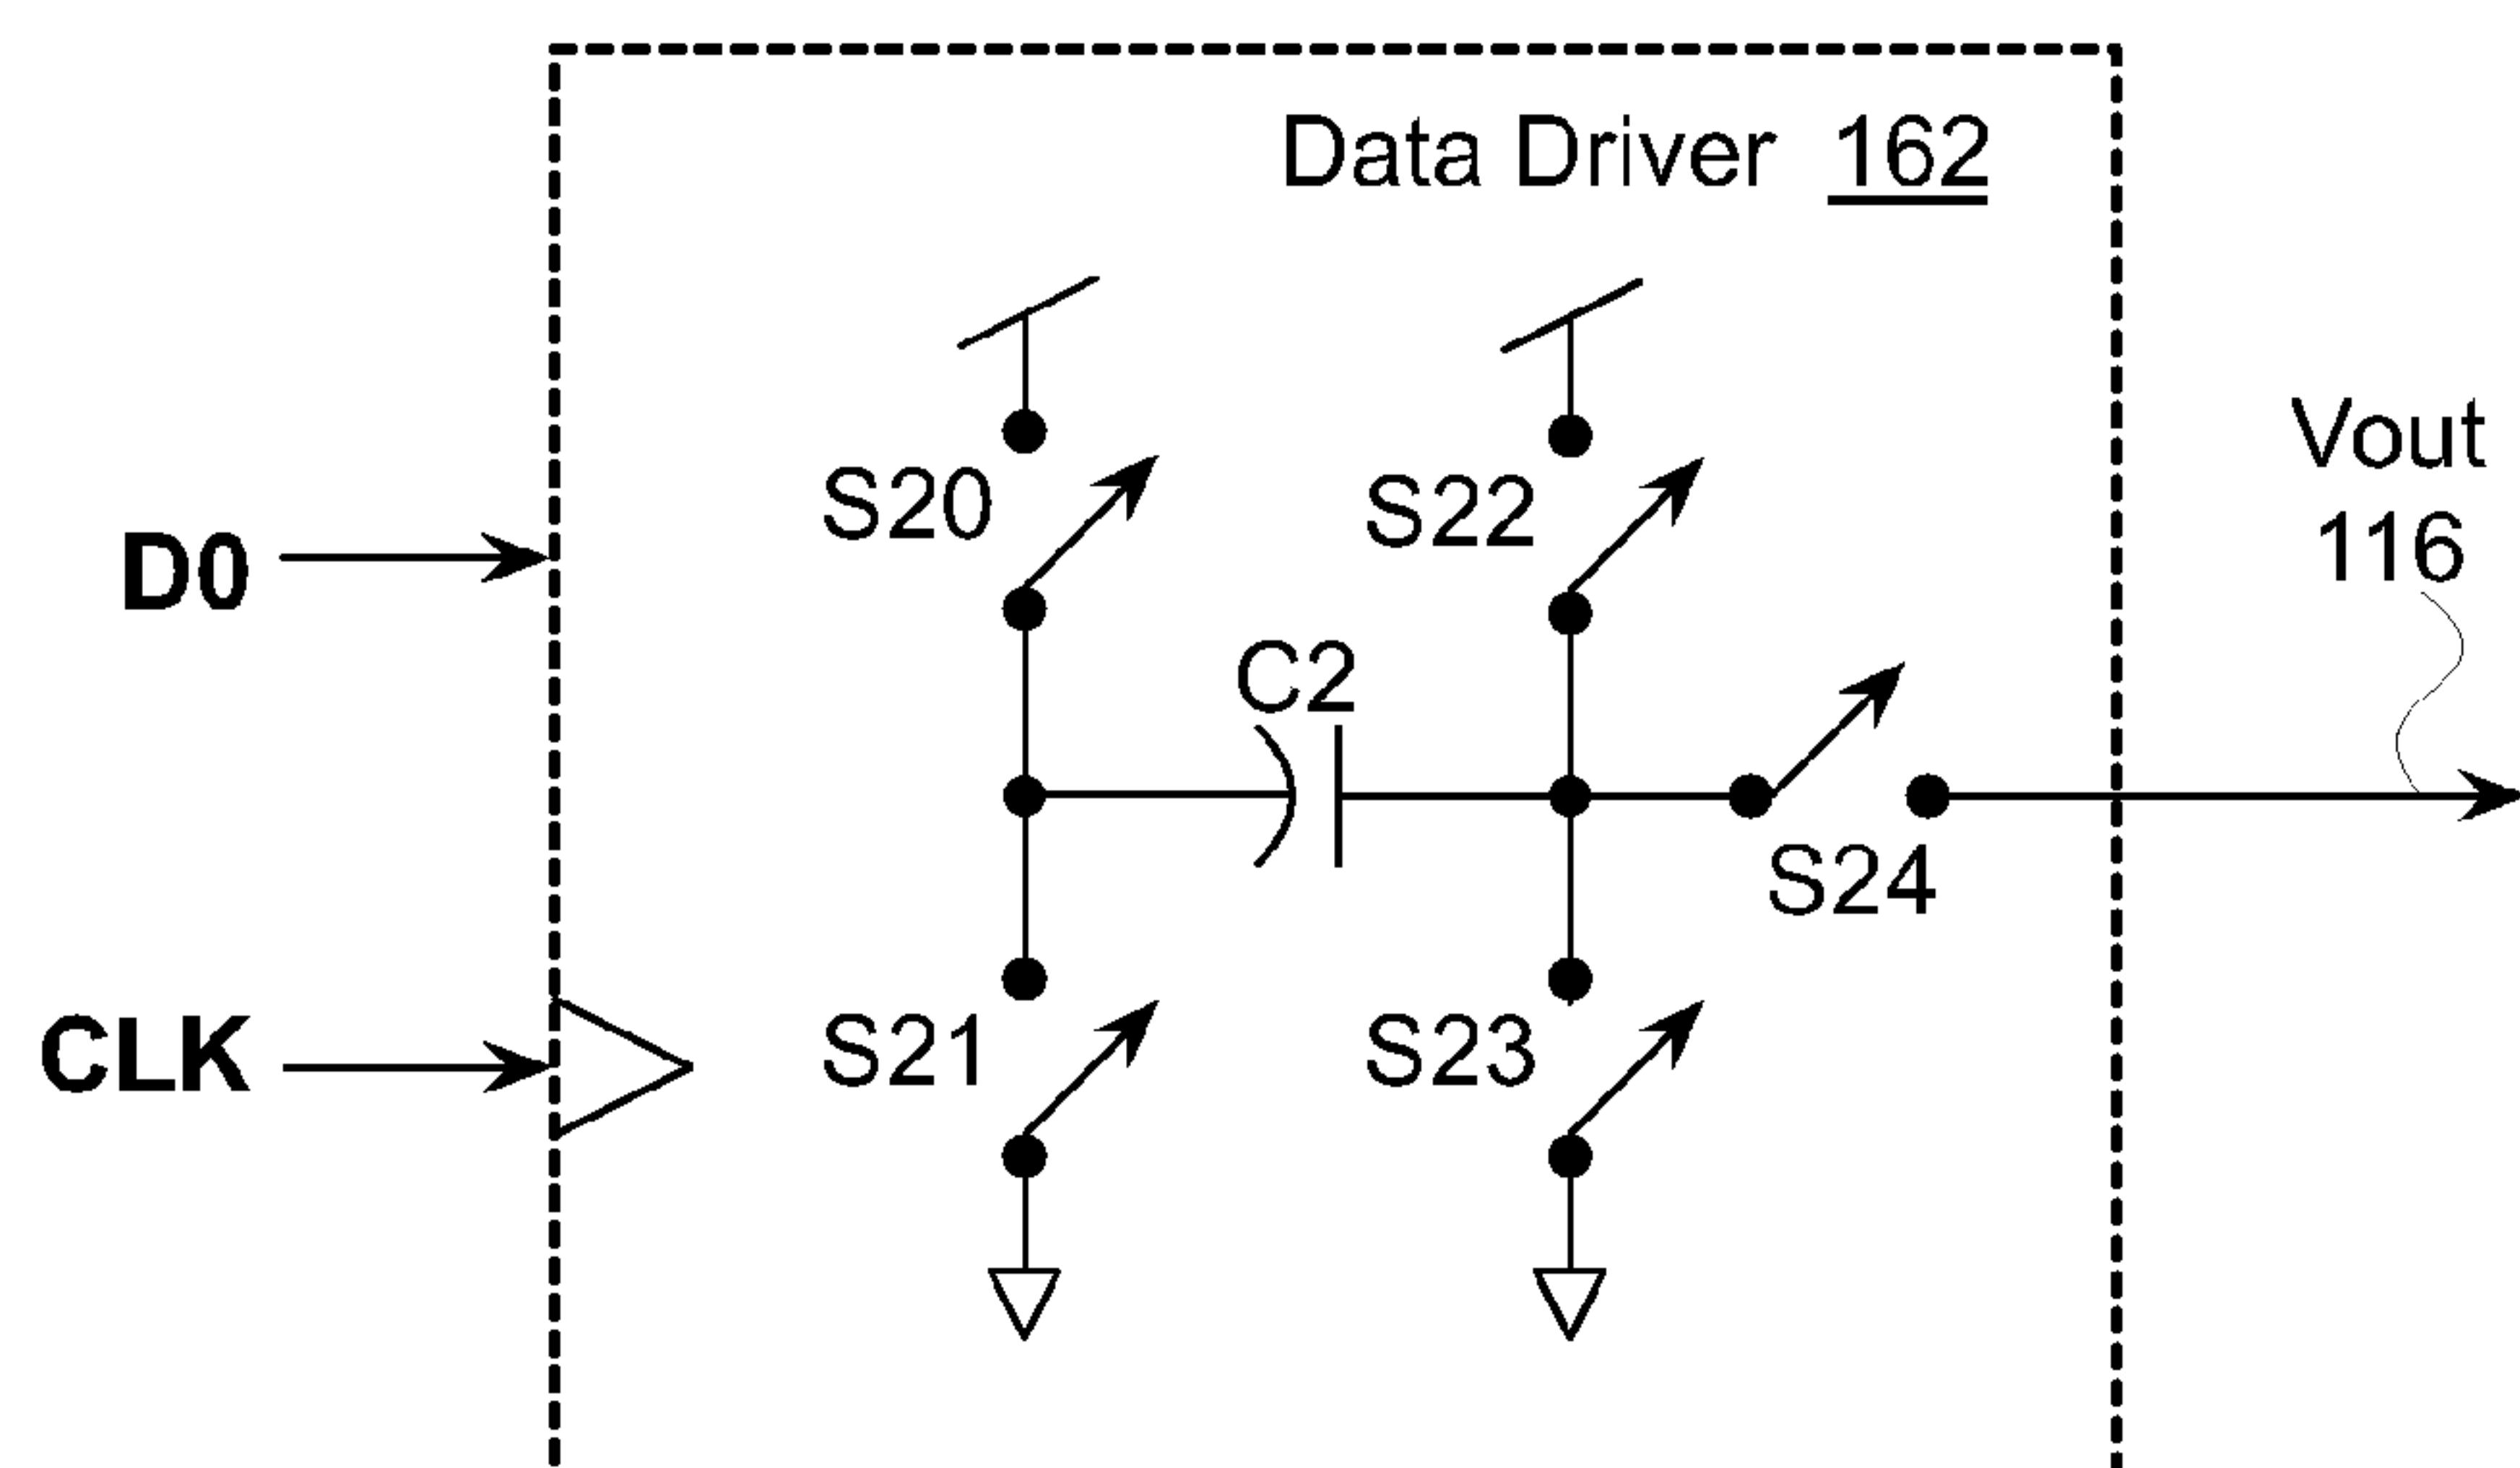 Data Driver 162
Vout
116
S20
S22
D0
C2
S24
CLK
S21
S23